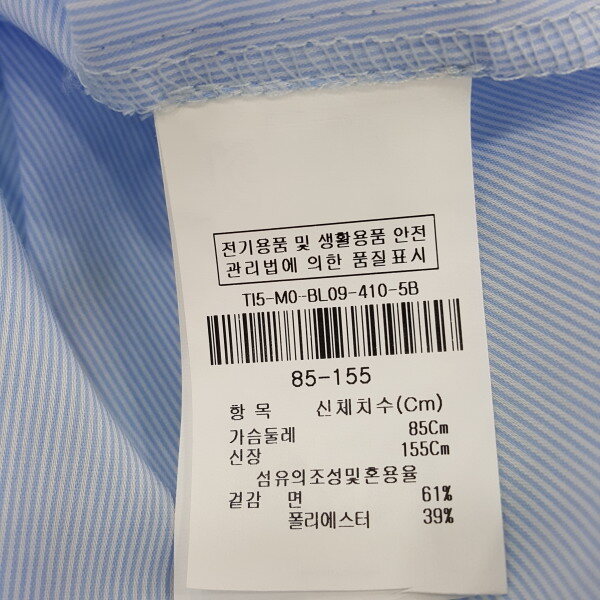 전기용품 및 생활용품 안전
관리법에 의한 품질표시
TI5-M0-BL09-410-5B
85-155
항 목 신체치수(Cm)
가슴둘레 85Cm
신장 155Cm
섬유의조성및혼용율
겉감 면 61%
폴리에스터 39%